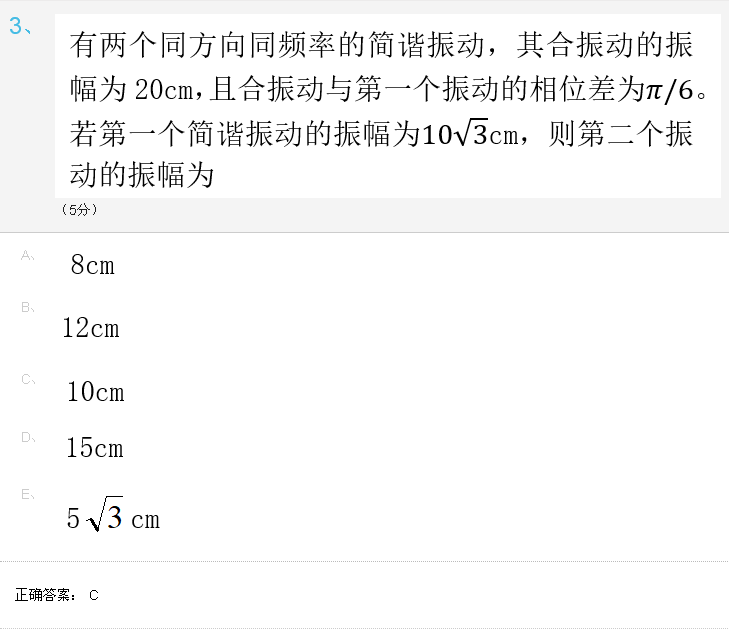 3、
有两个同方向同频率的简谐振动，其合振动的振
幅为 20cm，且合振动与第一个振动的相位差为π/6。
若第一个简谐振动的振幅为10√3cm，则第二个振
动的振幅为
（5分）
A、
8cm
B、
12cm
C、
10cm
D、
15cm
E、
5√3 cm
正确答案： C